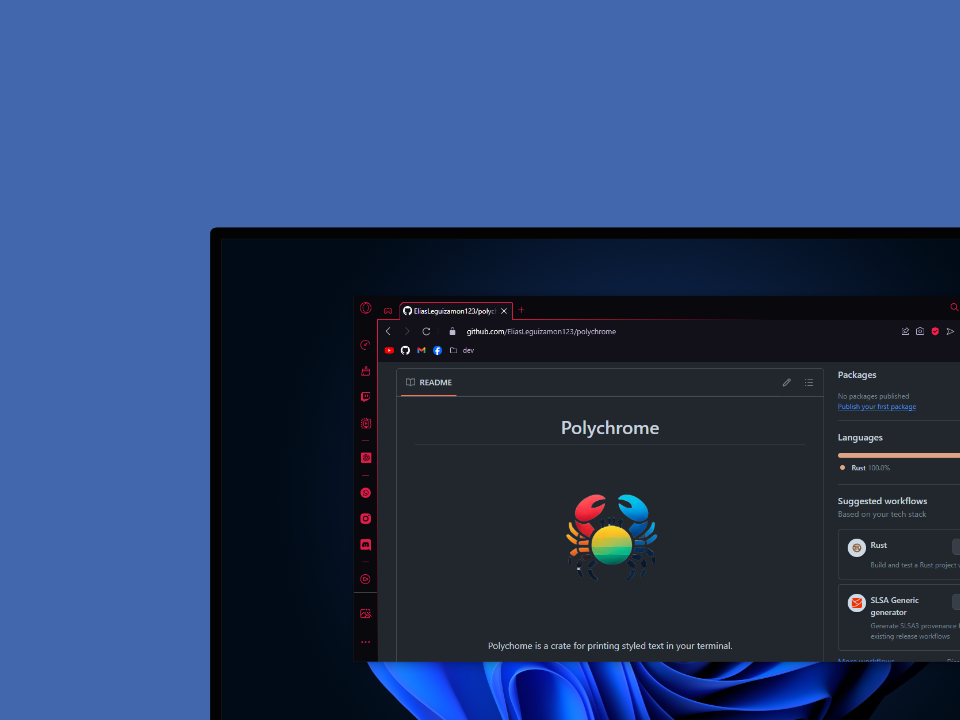 EliasLeguizamon123/polyc
github.com/EliasLeguizamon123/polychrome
dev
README
Polychrome
Polychome is a crate for printing styled text in your terminal.
Packages
No packages published
Publish your first package
Languages
Rust 100.0%
Suggested workflows
Based on your tech stack
Rust
Build and test a Rust project
SLSA Generic
generator
Generate SLSA3 provenance
existing release workflows
More workflows